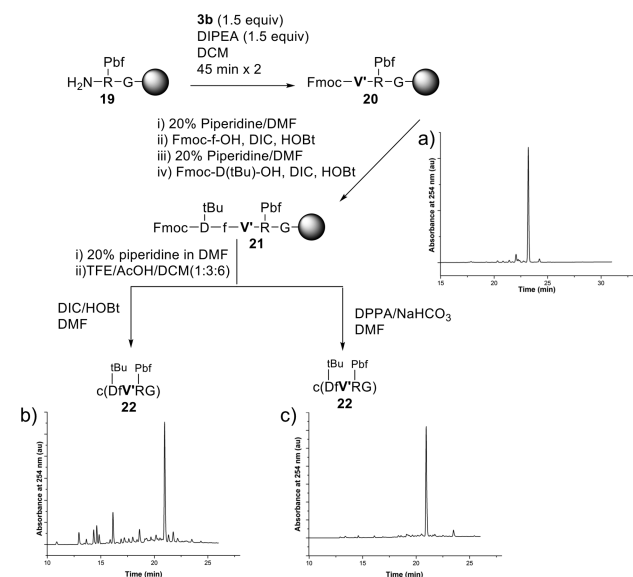 3b (1.5 equiv)
DIPEA (1.5 equiv)
DCM
45 min x 2
Pbf
H₂N—R—G
19
Pbf
Fmoc—V'—R—G
20
i) 20% Piperidine/DMF
ii) Fmoc-f-OH, DIC, HOBt
iii) 20% Piperidine/DMF
iv) Fmoc-D(tBu)-OH, DIC, HOBt
a)
Absorbance at 254 nm (au)
15 20 25 30
Time (min)
tBu Pbf
Fmoc—D—f—V'—R—G
21
i) 20% piperidine in DMF
ii)TFE/AcOH/DCM(1:3:6)
DIC/HOBt
DMF
DPPA/NaHCO₃
DMF
tBu Pbf
c(DfV'RG)
22
tBu Pbf
c(DfV'RG)
22
b)
Absorbance at 254 nm (au)
10 15 20 25
Time (min)
c)
Absorbance at 254 nm (au)
10 15 20 25
Time (min)